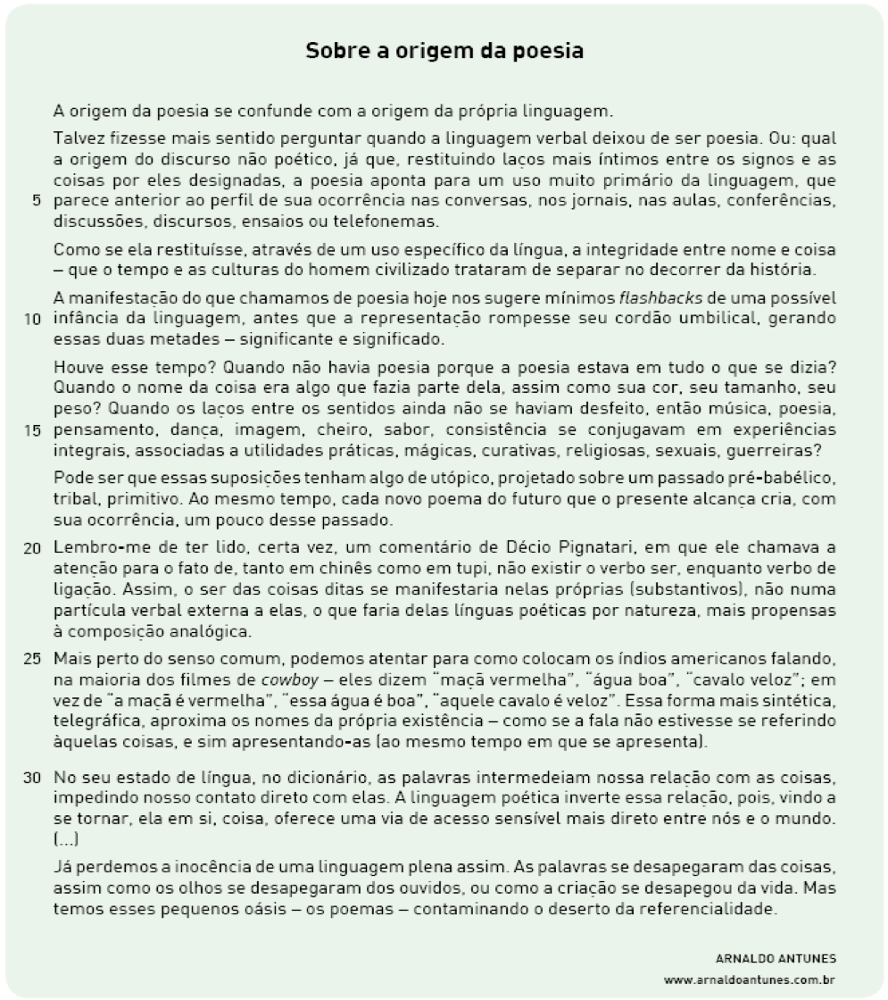 Sobre a origem da poesia
A origem da poesia se confunde com a origem da própria linguagem.
Talvez fizesse mais sentido perguntar quando a linguagem verbal deixou de ser poesia. Ou: qual
a origem do discurso não poético, já que, restituindo laços mais íntimos entre os signos e as
coisas por eles designadas, a poesia aponta para um uso muito primário da linguagem, que
5 parece anterior ao perfil de sua ocorrência nas conversas, nos jornais, nas aulas, conferências,
discussões, discursos, ensaios ou telefonemas.
Como se ela restituísse, através de um uso específico da língua, a integridade entre nome e coisa
– que o tempo e as culturas do homem civilizado trataram de separar no decorrer da história.
A manifestação do que chamamos de poesia hoje nos sugere mínimos flashbacks de uma possível
10 infância da linguagem, antes que a representação rompesse seu cordão umbilical, gerando
essas duas metades – significante e significado.
Houve esse tempo? Quando não havia poesia porque a poesia estava em tudo o que se dizia?
Quando o nome da coisa era algo que fazia parte dela, assim como sua cor, seu tamanho, seu
peso? Quando os laços entre os sentidos ainda não se haviam desfeito, então música, poesia,
15 pensamento, dança, imagem, cheiro, sabor, consistência se conjugavam em experiências
integrais, associadas a utilidades práticas, mágicas, curativas, religiosas, sexuais, guerreiras?
Pode ser que essas suposições tenham algo de utópico, projetado sobre um passado pré-babélico,
tribal, primitivo. Ao mesmo tempo, cada novo poema do futuro que o presente alcança cria, com
sua ocorrência, um pouco desse passado.
20 Lembro-me de ter lido, certa vez, um comentário de Décio Pignatari, em que ele chamava a
atenção para o fato de, tanto em chinês como em tupi, não existir o verbo ser, enquanto verbo de
ligação. Assim, o ser das coisas ditas se manifestaria nelas próprias (substantivos), não numa
partícula verbal externa a elas, o que faria delas línguas poéticas por natureza, mais propensas
à composição analógica.
25 Mais perto do senso comum, podemos atentar para como colocam os índios americanos falando,
na maioria dos filmes de cowboy – eles dizem “maçã vermelha”, “água boa”, “cavalo veloz”; em
vez de “a maçã é vermelha”, “essa água é boa”, “aquele cavalo é veloz”. Essa forma mais sintética,
telegráfica, aproxima os nomes da própria existência – como se a fala não estivesse se referindo
àquelas coisas, e sim apresentando-as (ao mesmo tempo em que se apresenta).
30 No seu estado de língua, no dicionário, as palavras intermedeiam nossa relação com as coisas,
impedindo nosso contato direto com elas. A linguagem poética inverte essa relação, pois, vindo a
se tornar, ela em si, coisa, oferece uma via de acesso sensível mais direto entre nós e o mundo.
(...)
Já perdemos a inocência de uma linguagem plena assim. As palavras se desapegaram das coisas,
assim como os olhos se desapegaram dos ouvidos, ou como a criação se desapegou da vida. Mas
temos esses pequenos oásis – os poemas – contaminando o deserto da referencialidade.
ARNALDO ANTUNES
www.arnaldoantunes.com.br